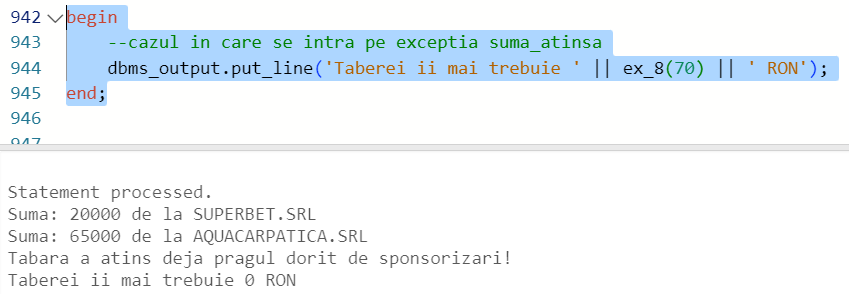 942 begin
943 --cazul in care se intra pe exceptia suma_atinsa
944 dbms_output.put_line('Taberei ii mai trebuie ' || ex_8(70) || ' RON');
945 end;
946
947
Statement processed.
Suma: 20000 de la SUPERBET.SRL
Suma: 65000 de la AQUACARPATICA.SRL
Tabara a atins deja pragul dorit de sponsorizari!
Taberei ii mai trebuie 0 RON